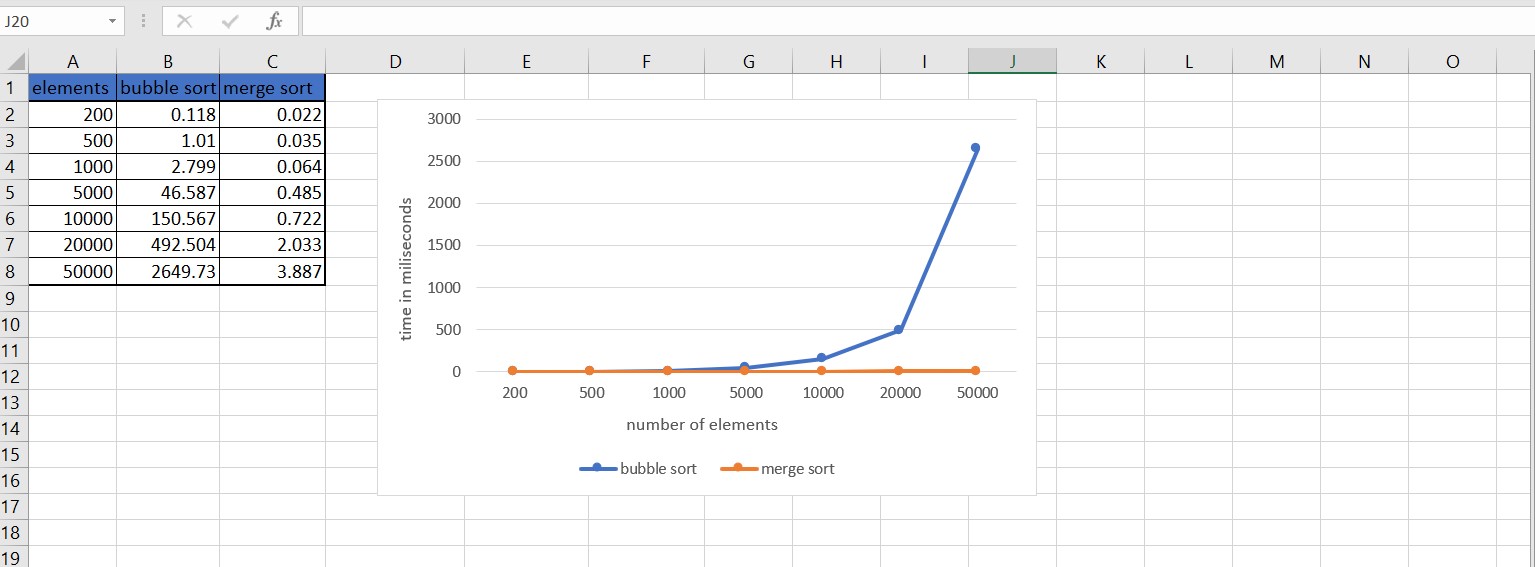 J20 fx
A B C D E F G H I J K L M N O
1 elements bubble sort merge sort
2 200 0.118 0.022
3 500 1.01 0.035
4 1000 2.799 0.064
5 5000 46.587 0.485
6 10000 150.567 0.722
7 20000 492.504 2.033
8 50000 2649.73 3.887
9
10
11
12
13
14
15
16
17
18
19
3000
2500
2000
1500
1000
500
0
time in miliseconds
200 500 1000 5000 10000 20000 50000
number of elements
bubble sort merge sort